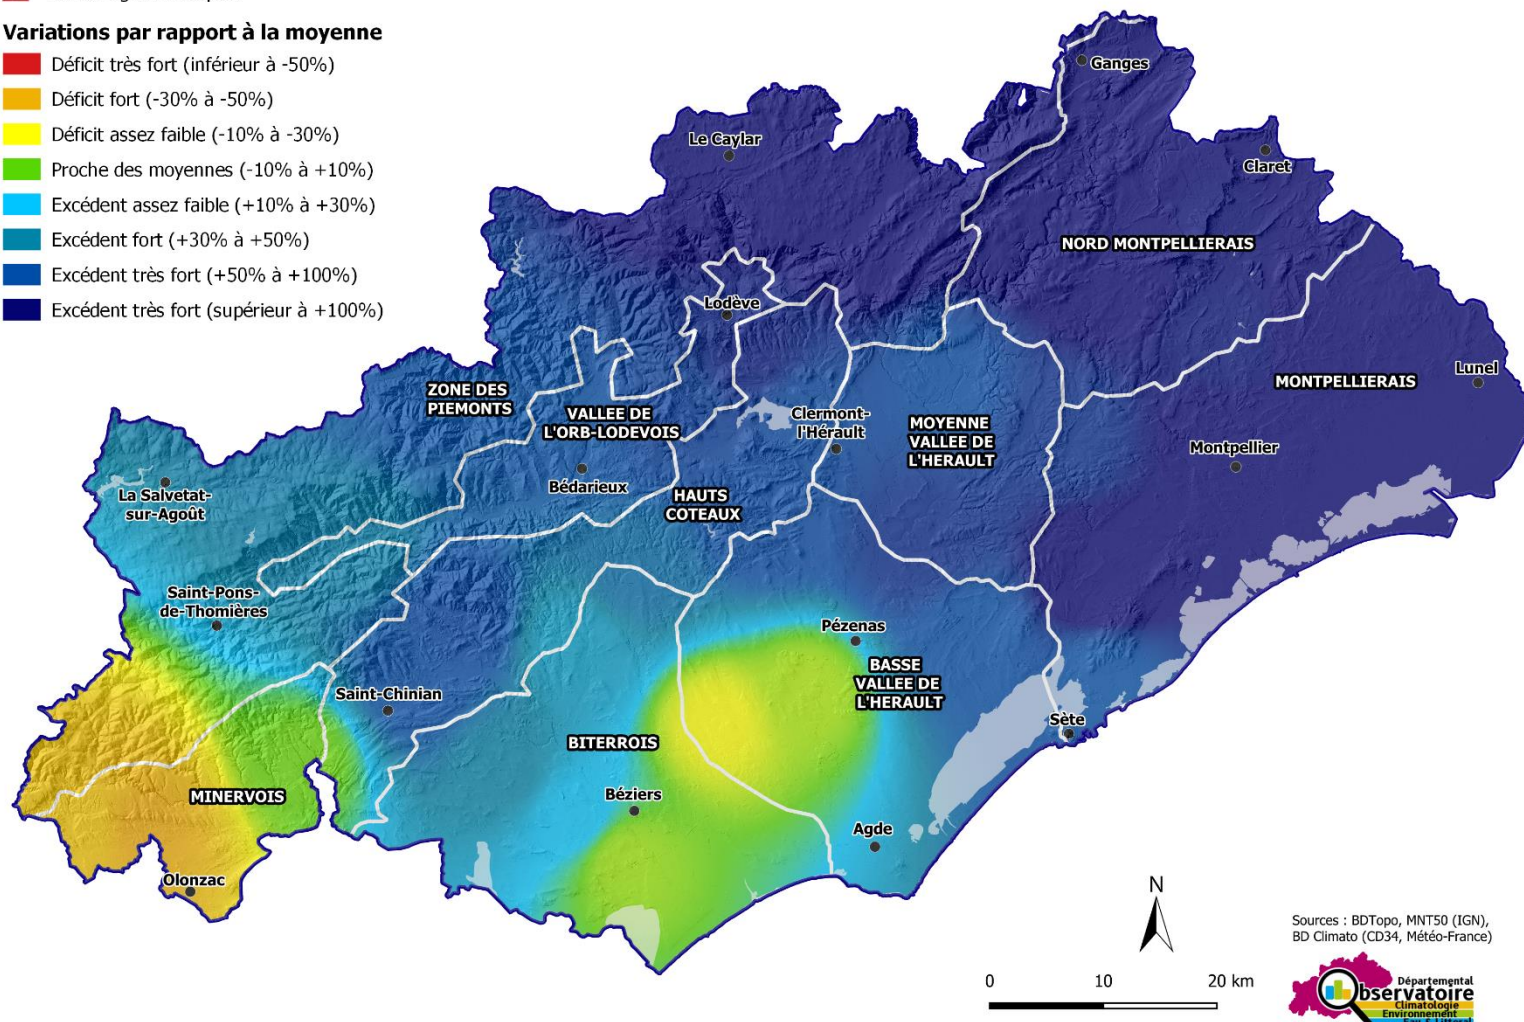 Variations par rapport à la moyenne
Déficit très fort (inférieur à -50%)
Déficit fort (-30% à -50%)
Déficit assez faible (-10% à -30%)
Proche des moyennes (-10% à +10%)
Excédent assez faible (+10% à +30%)
Excédent fort (+30% à +50%)
Excédent très fort (+50% à +100%)
Excédent très fort (supérieur à +100%)
Ganges
Le Caylar
Claret
NORD MONTPELLIERAIS
Lodève
Lunel
MONTPELLIERAIS
ZONE DES
PIEMONTS
VALLEE DE
L'ORB-LODEVOIS
Clermont-
l'Hérault
MOYENNE
VALLEE DE
L'HERAULT
Montpellier
Bédarieux
La Salvetat-
sur-Agoût
HAUTS
COTEAUX
Saint-Pons-
de-Thomières
Pézenas
BASSE
VALLEE DE
L'HERAULT
Saint-Chinian
Sète
BITERROIS
MINERVOIS
Béziers
Agde
Olonzac
N
0 10 20 km
Sources : BDTopo, MNT50 (IGN),
BD Climato (CD34, Météo-France)
Départemental
Observatoire
Climatologie
Environnement
Eau & Littoral